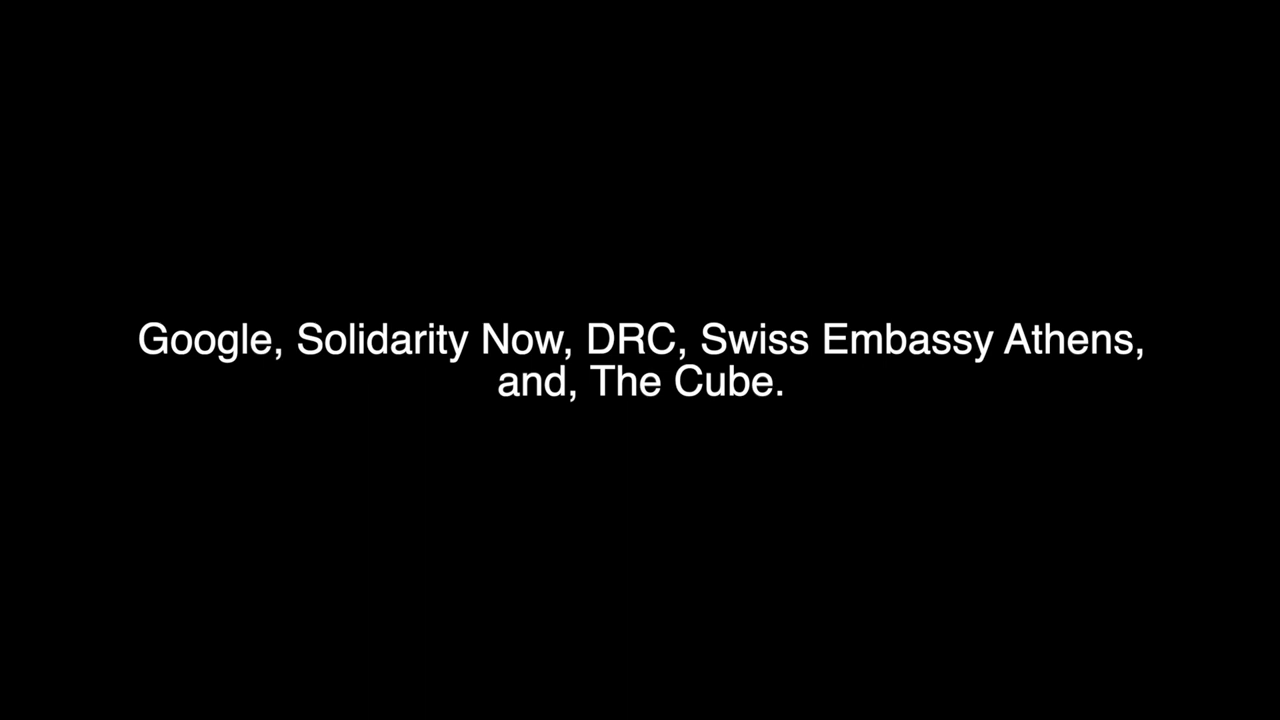 Google, Solidarity Now, DRC, Swiss Embassy Athens,
and, The Cube.